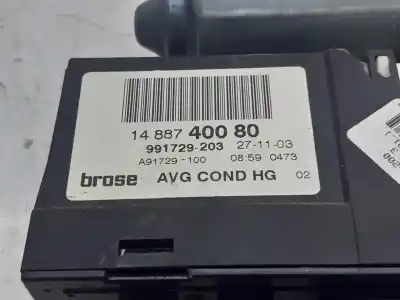 14 887 400 80
991729-203 27-11-03
A91729-100 08:59 0473
brose AVG COND HG 02